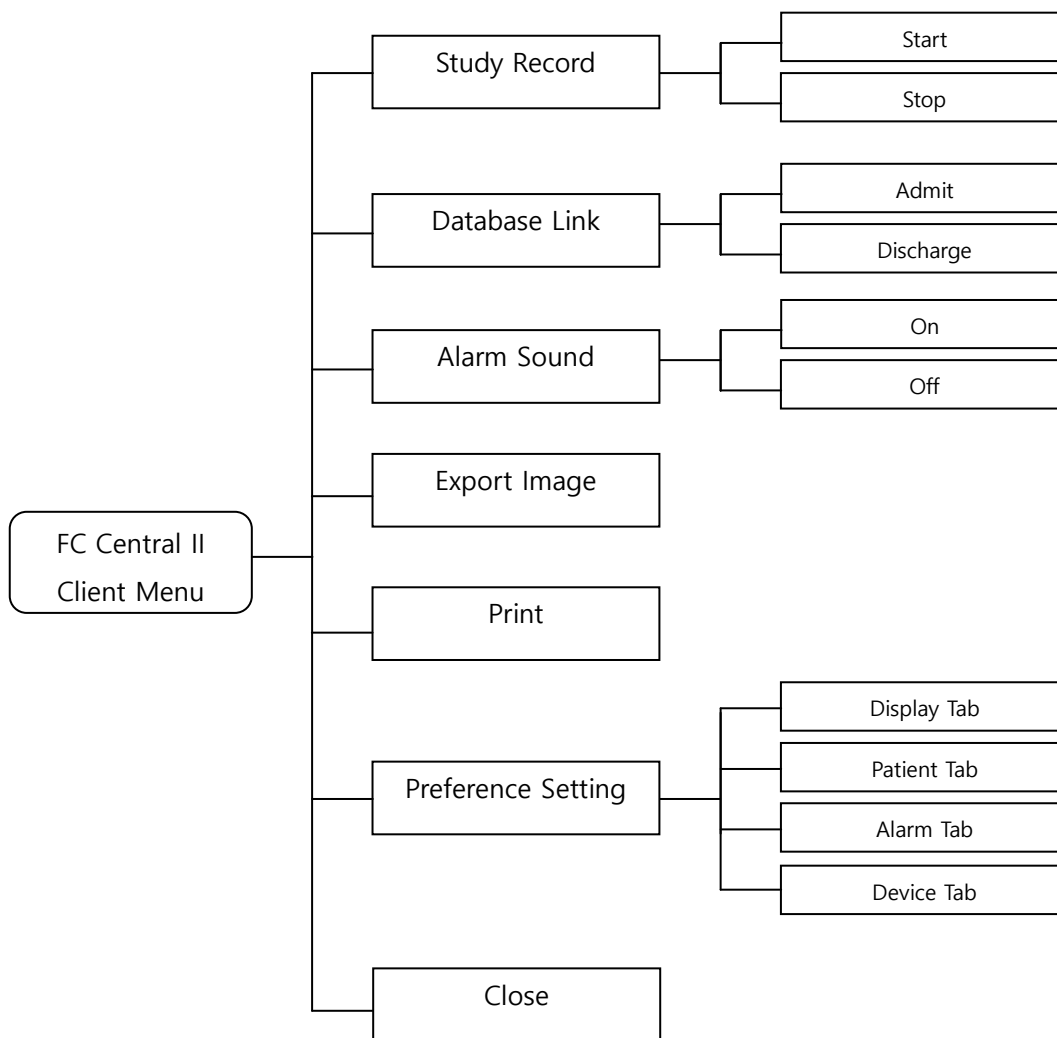 Study Record
Start
Stop
Database Link
Admit
Discharge
Alarm Sound
On
Off
Export Image
FC Central II
Client Menu
Print
Preference Setting
Display Tab
Patient Tab
Alarm Tab
Device Tab
Close